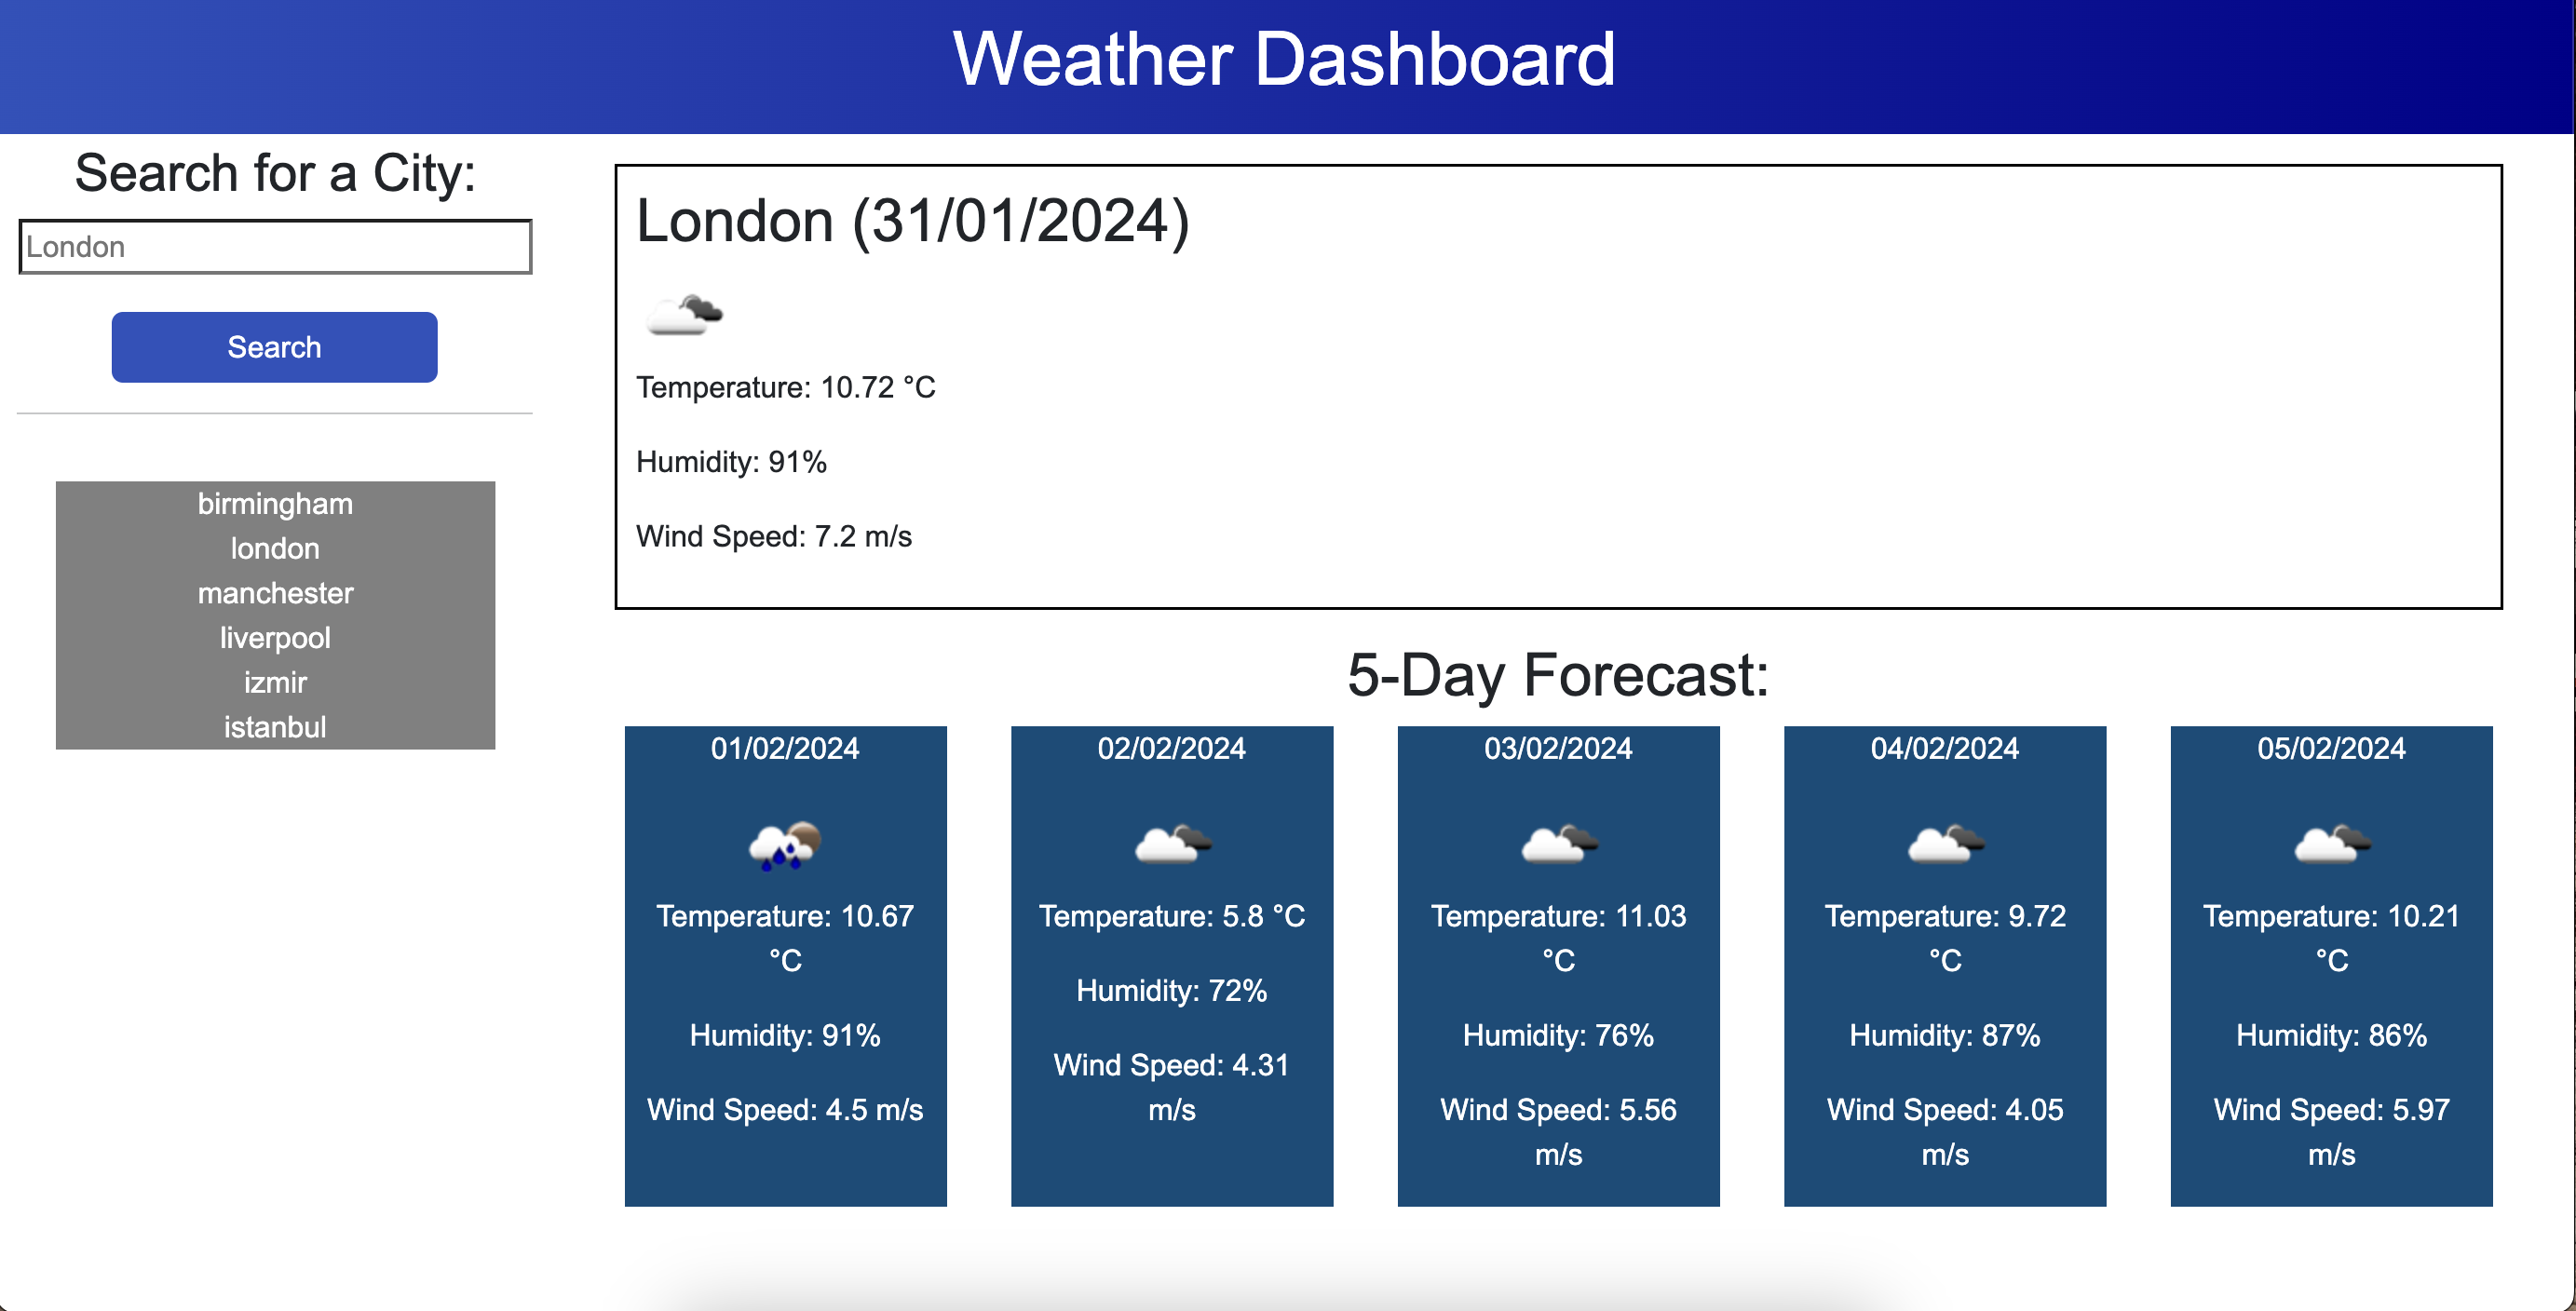 Weather Dashboard
Search for a City:
London
Search
birmingham
london
manchester
liverpool
izmir
istanbul
London (31/01/2024)
Temperature: 10.72 °C
Humidity: 91%
Wind Speed: 7.2 m/s
5-Day Forecast:
01/02/2024
Temperature: 10.67
°C
Humidity: 91%
Wind Speed: 4.5 m/s
02/02/2024
Temperature: 5.8 °C
Humidity: 72%
Wind Speed: 4.31
m/s
03/02/2024
Temperature: 11.03
°C
Humidity: 76%
Wind Speed: 5.56
m/s
04/02/2024
Temperature: 9.72
°C
Humidity: 87%
Wind Speed: 4.05
m/s
05/02/2024
Temperature: 10.21
°C
Humidity: 86%
Wind Speed: 5.97
m/s